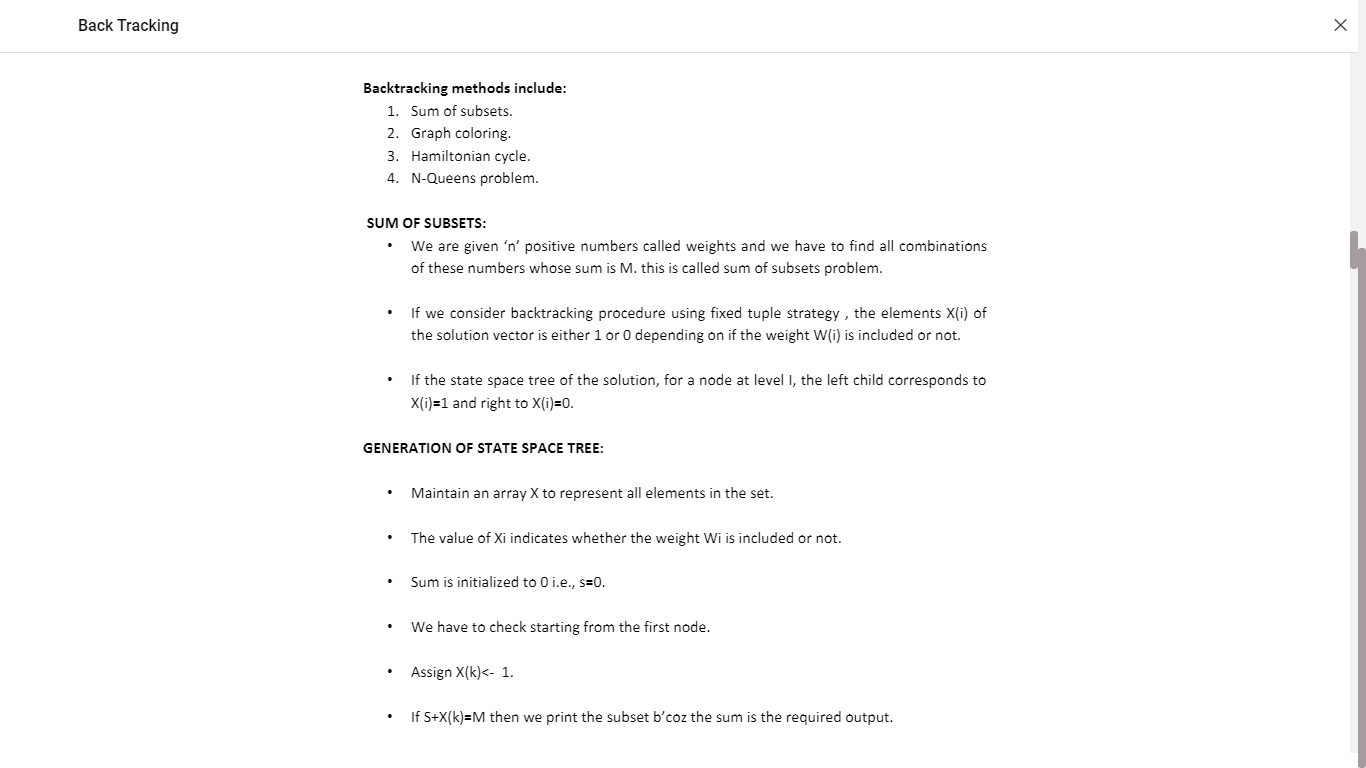 Back Tracking
Backtracking methods include:
1. Sum of subsets.
2. Graph coloring.
3. Hamiltonian cycle.
4. N-Queens problem.
SUM OF SUBSETS:
• We are given ‘n’ positive numbers called weights and we have to find all combinations
of these numbers whose sum is M. this is called sum of subsets problem.
• If we consider backtracking procedure using fixed tuple strategy , the elements X(i) of
the solution vector is either 1 or 0 depending on if the weight W(i) is included or not.
• If the state space tree of the solution, for a node at level I, the left child corresponds to
X(i)=1 and right to X(i)=0.
GENERATION OF STATE SPACE TREE:
• Maintain an array X to represent all elements in the set.
• The value of Xi indicates whether the weight Wi is included or not.
• Sum is initialized to 0 i.e., s=0.
• We have to check starting from the first node.
• Assign X(k)<- 1.
• If S+X(k)=M then we print the subset b’coz the sum is the required output.